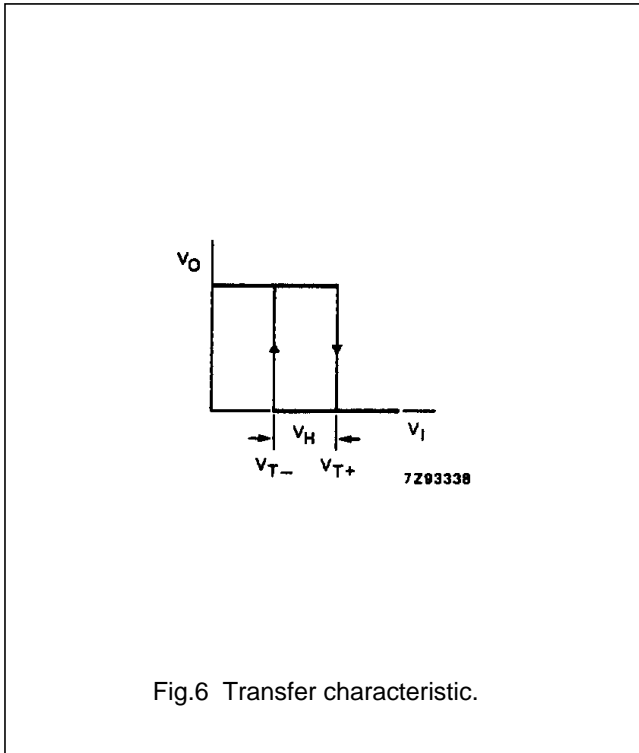 VO
VH
VI
VT− VT+
7Z93338
Fig.6 Transfer characteristic.